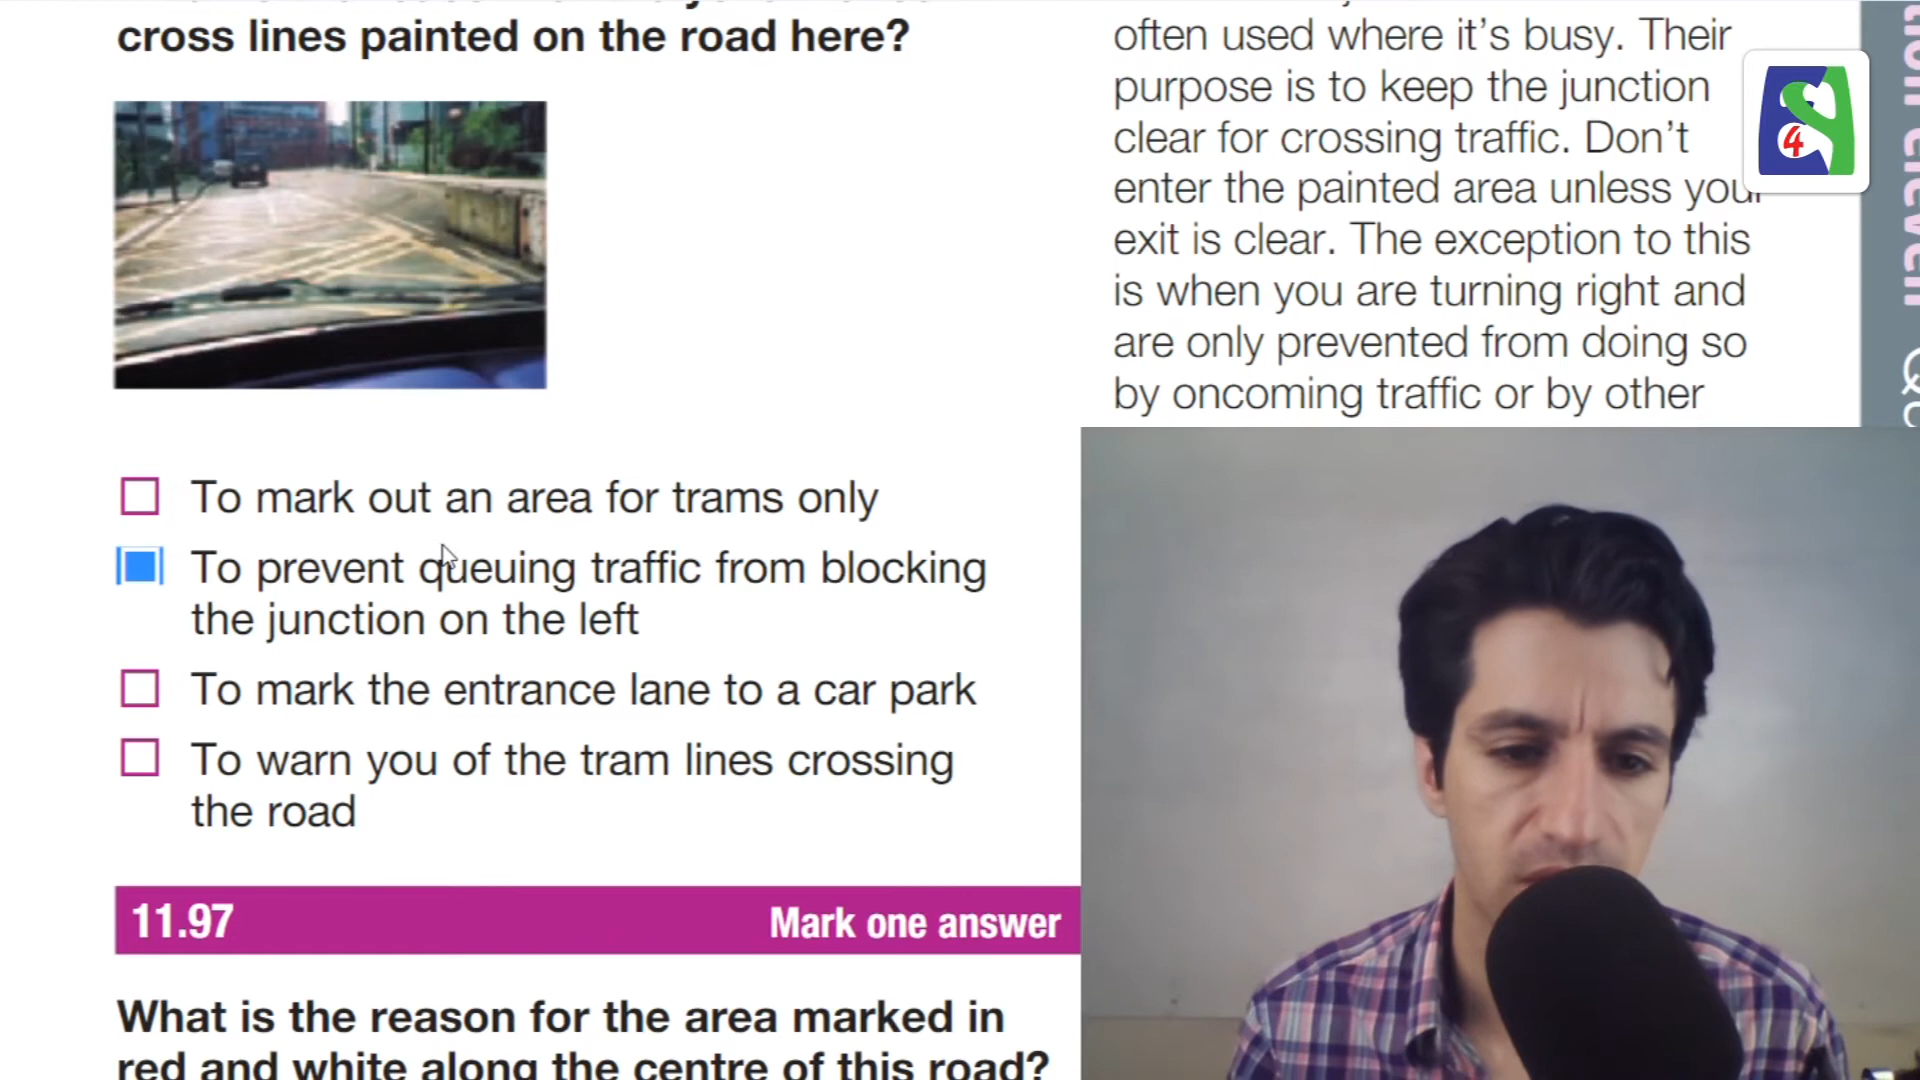 cross lines painted on the road here?
To mark out an area for trams only
To prevent queuing traffic from blocking
the junction on the left
To mark the entrance lane to a car park
To warn you of the tram lines crossing
the road
11.97 Mark one answer
What is the reason for the area marked in
red and white along the centre of this road?
often used where it's busy. Their
purpose is to keep the junction
clear for crossing traffic. Don't
enter the painted area unless your
exit is clear. The exception to this
is when you are turning right and
are only prevented from doing so
by oncoming traffic or by other
4
eleven